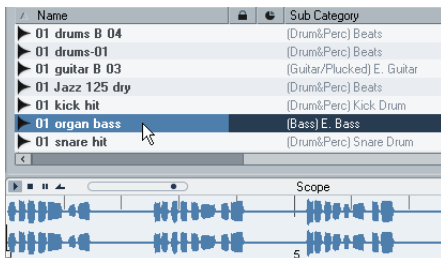 Name Sub Category
01 drums B 04 (Drum&Perc) Beats
01 drums-01 (Drum&Perc) Beats
01 guitar B 03 (Guitar/Plucked) E. Guitar
01 Jazz 125 dry (Drum&Perc) Beats
01 kick hit (Drum&Perc) Kick Drum
01 organ bass (Bass) E. Bass
01 snare hit (Drum&Perc) Snare Drum
Scope
5